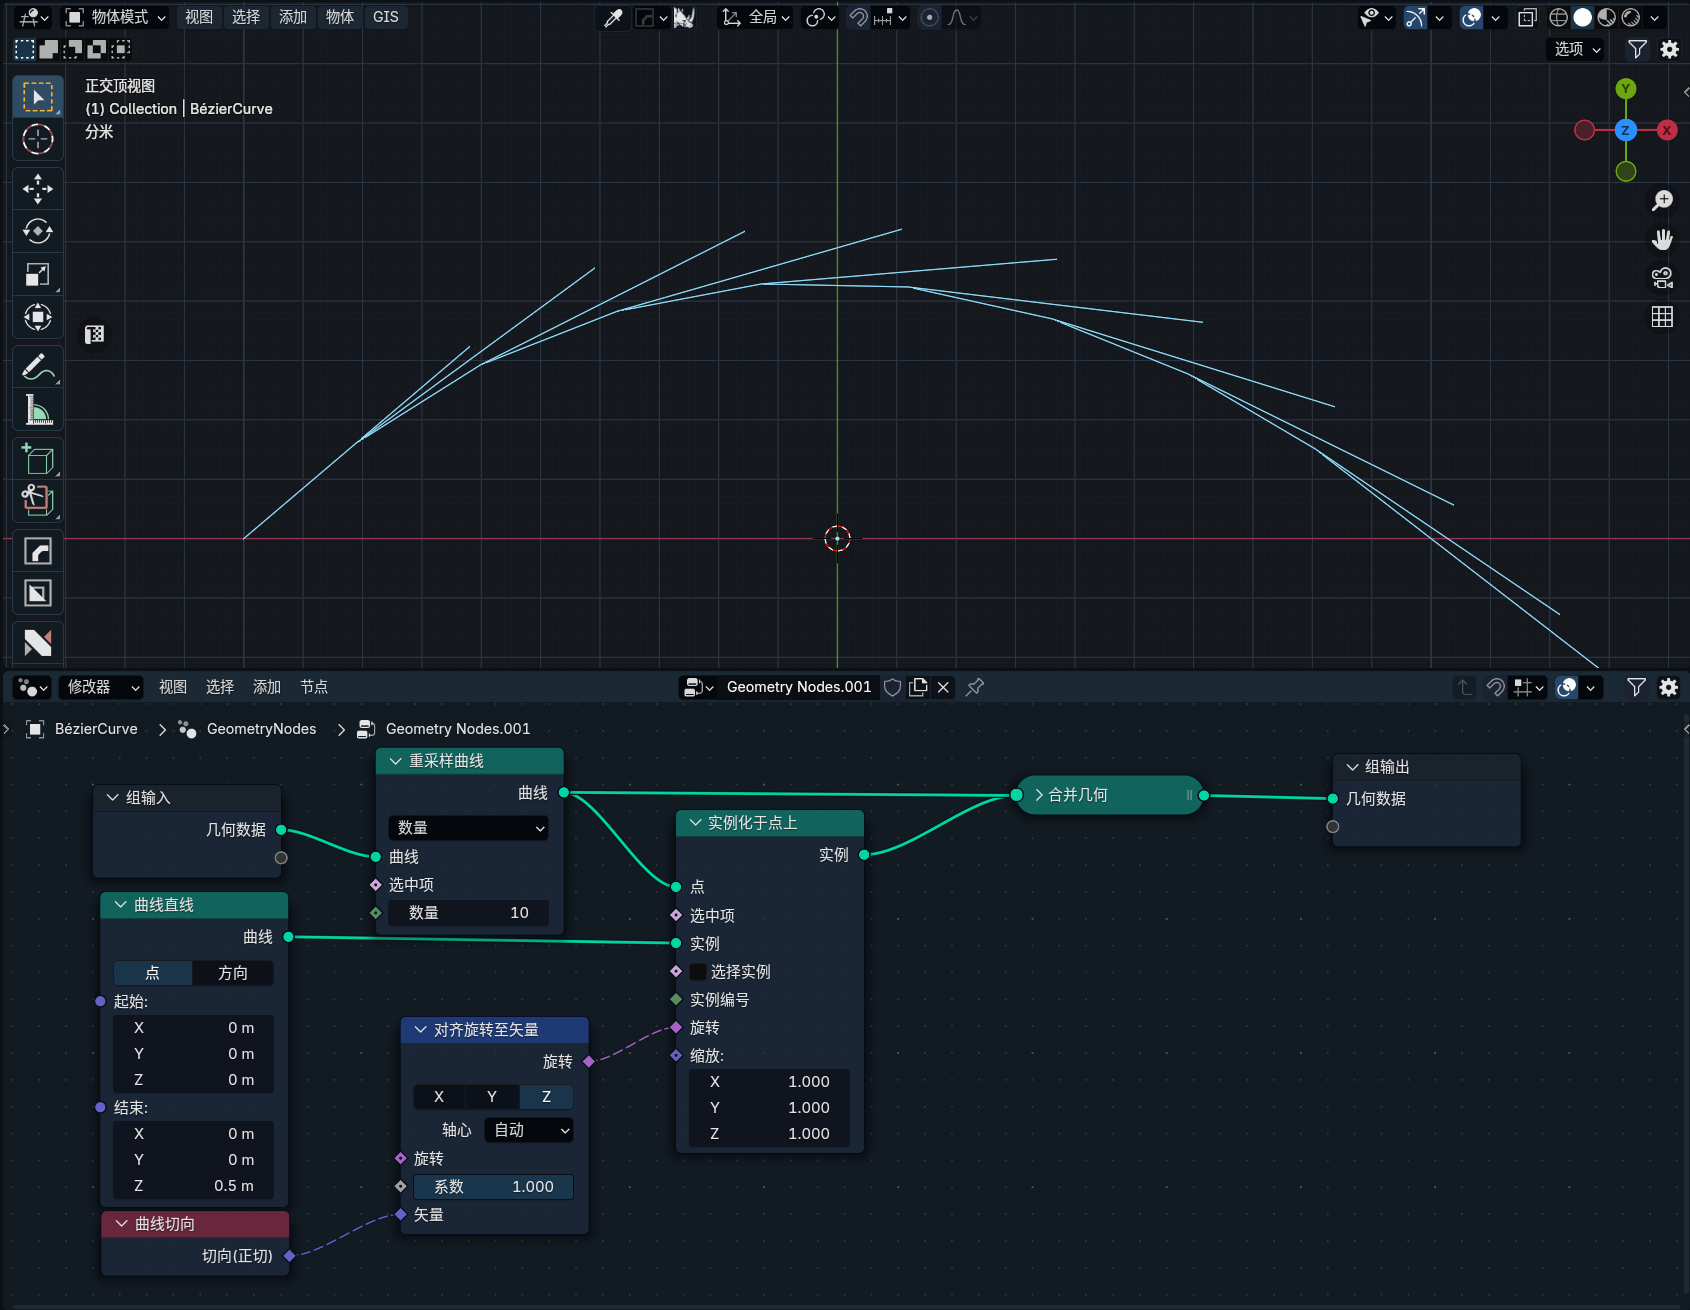 物体模式 视图 选择 添加 物体 GIS 全局
选项
正交顶视图
(1) Collection | BézierCurve
分米
Y
Z X
修改器 视图 选择 添加 节点 Geometry Nodes.001
BézierCurve GeometryNodes Geometry Nodes.001
组输入
几何数据
重采样曲线
曲线
数量
曲线
选中项
数量 10
合并几何
组输出
几何数据
实例化于点上
实例
点
选中项
实例
选择实例
实例编号
旋转
缩放:
X 1.000
Y 1.000
Z 1.000
曲线直线
曲线
点 方向
起始:
X 0 m
Y 0 m
Z 0 m
结束:
X 0 m
Y 0 m
Z 0.5 m
对齐旋转至矢量
旋转
X Y Z
轴心 自动
旋转
系数 1.000
矢量
曲线切向
切向(正切)